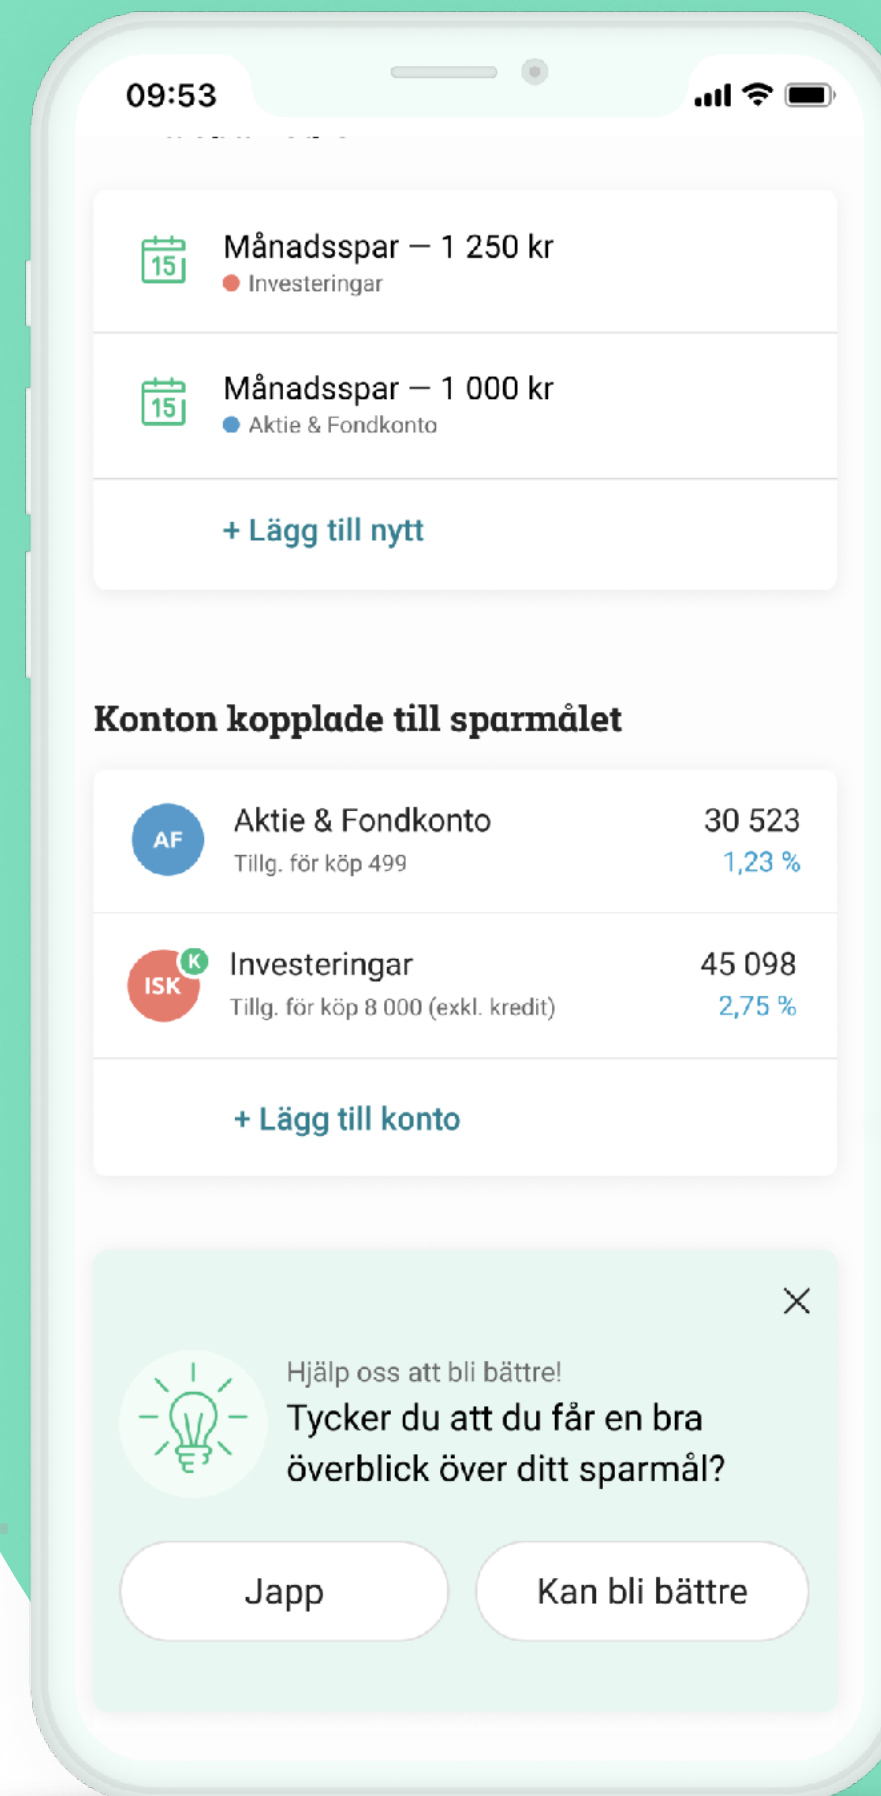 09:53
15
Månadsspar – 1 250 kr
Investeringar
15
Månadsspar – 1 000 kr
Aktie & Fondkonto
+ Lägg till nytt
Konton kopplade till sparmålet
AF
Aktie & Fondkonto
30 523
Tillg. för köp 499
1,23 %
K
ISK
Investeringar
45 098
Tillg. för köp 8 000 (exkl. kredit)
2,75 %
+ Lägg till konto
Hjälp oss att bli bättre!
Tycker du att du får en bra
överblick över ditt sparmål?
Japp
Kan bli bättre